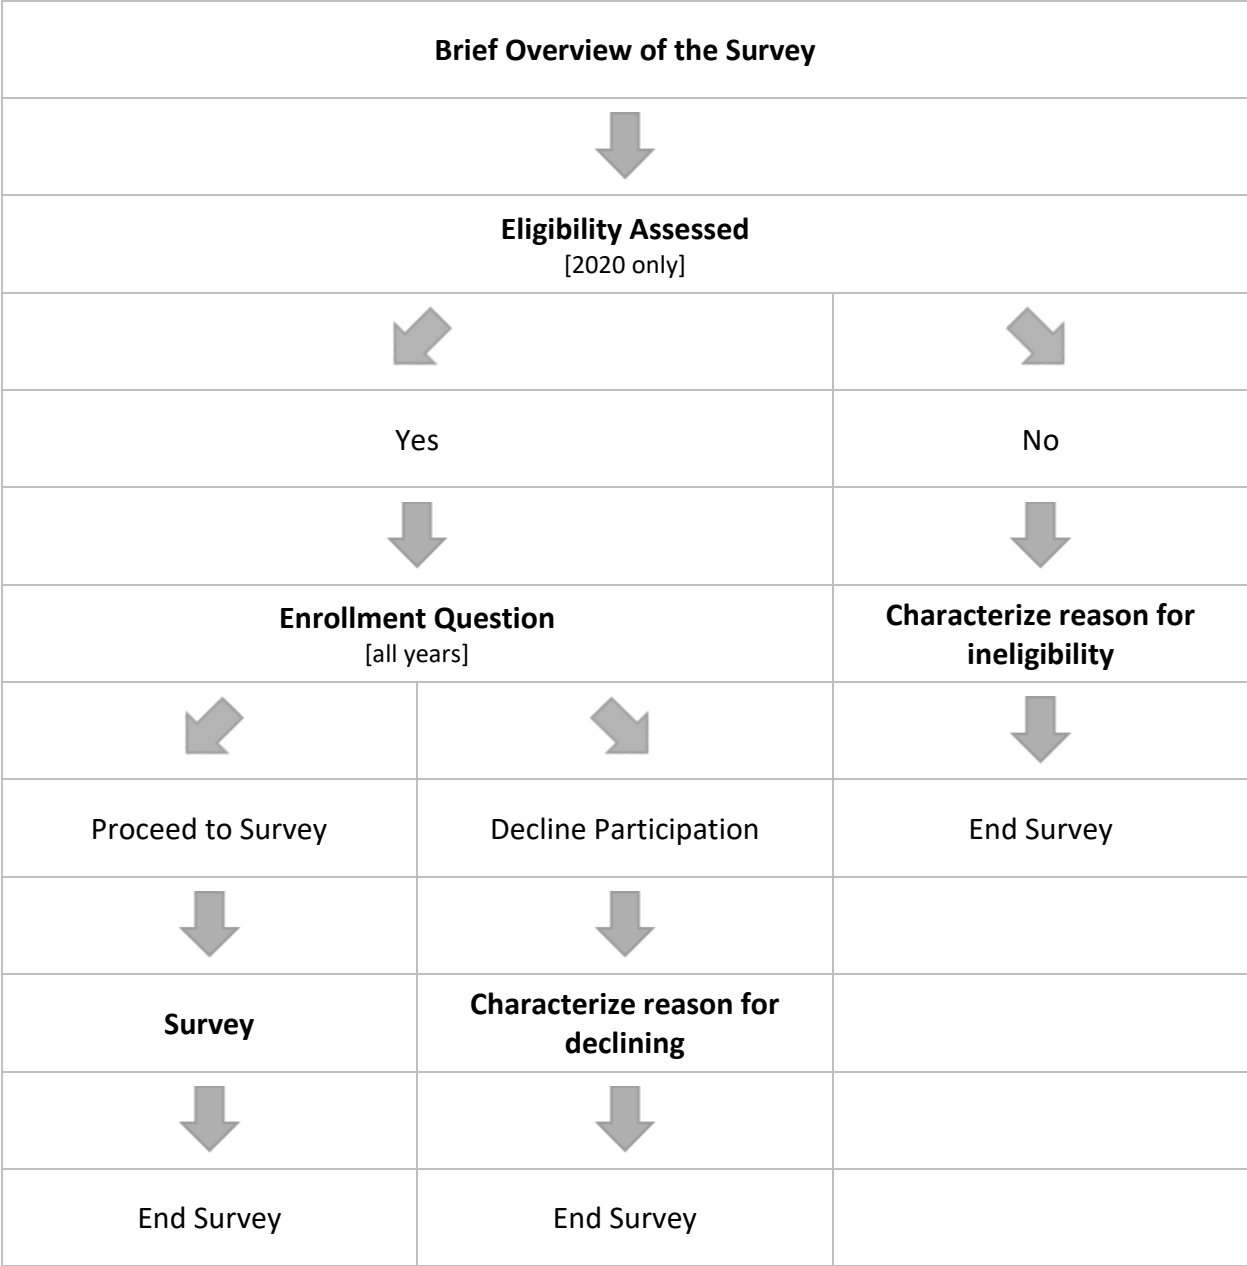 Brief Overview of the Survey
Eligibility Assessed
[2020 only]
Yes
No
Enrollment Question
[all years]
Characterize reason for
ineligibility
Proceed to Survey
Decline Participation
End Survey
Survey
Characterize reason for
declining
End Survey
End Survey